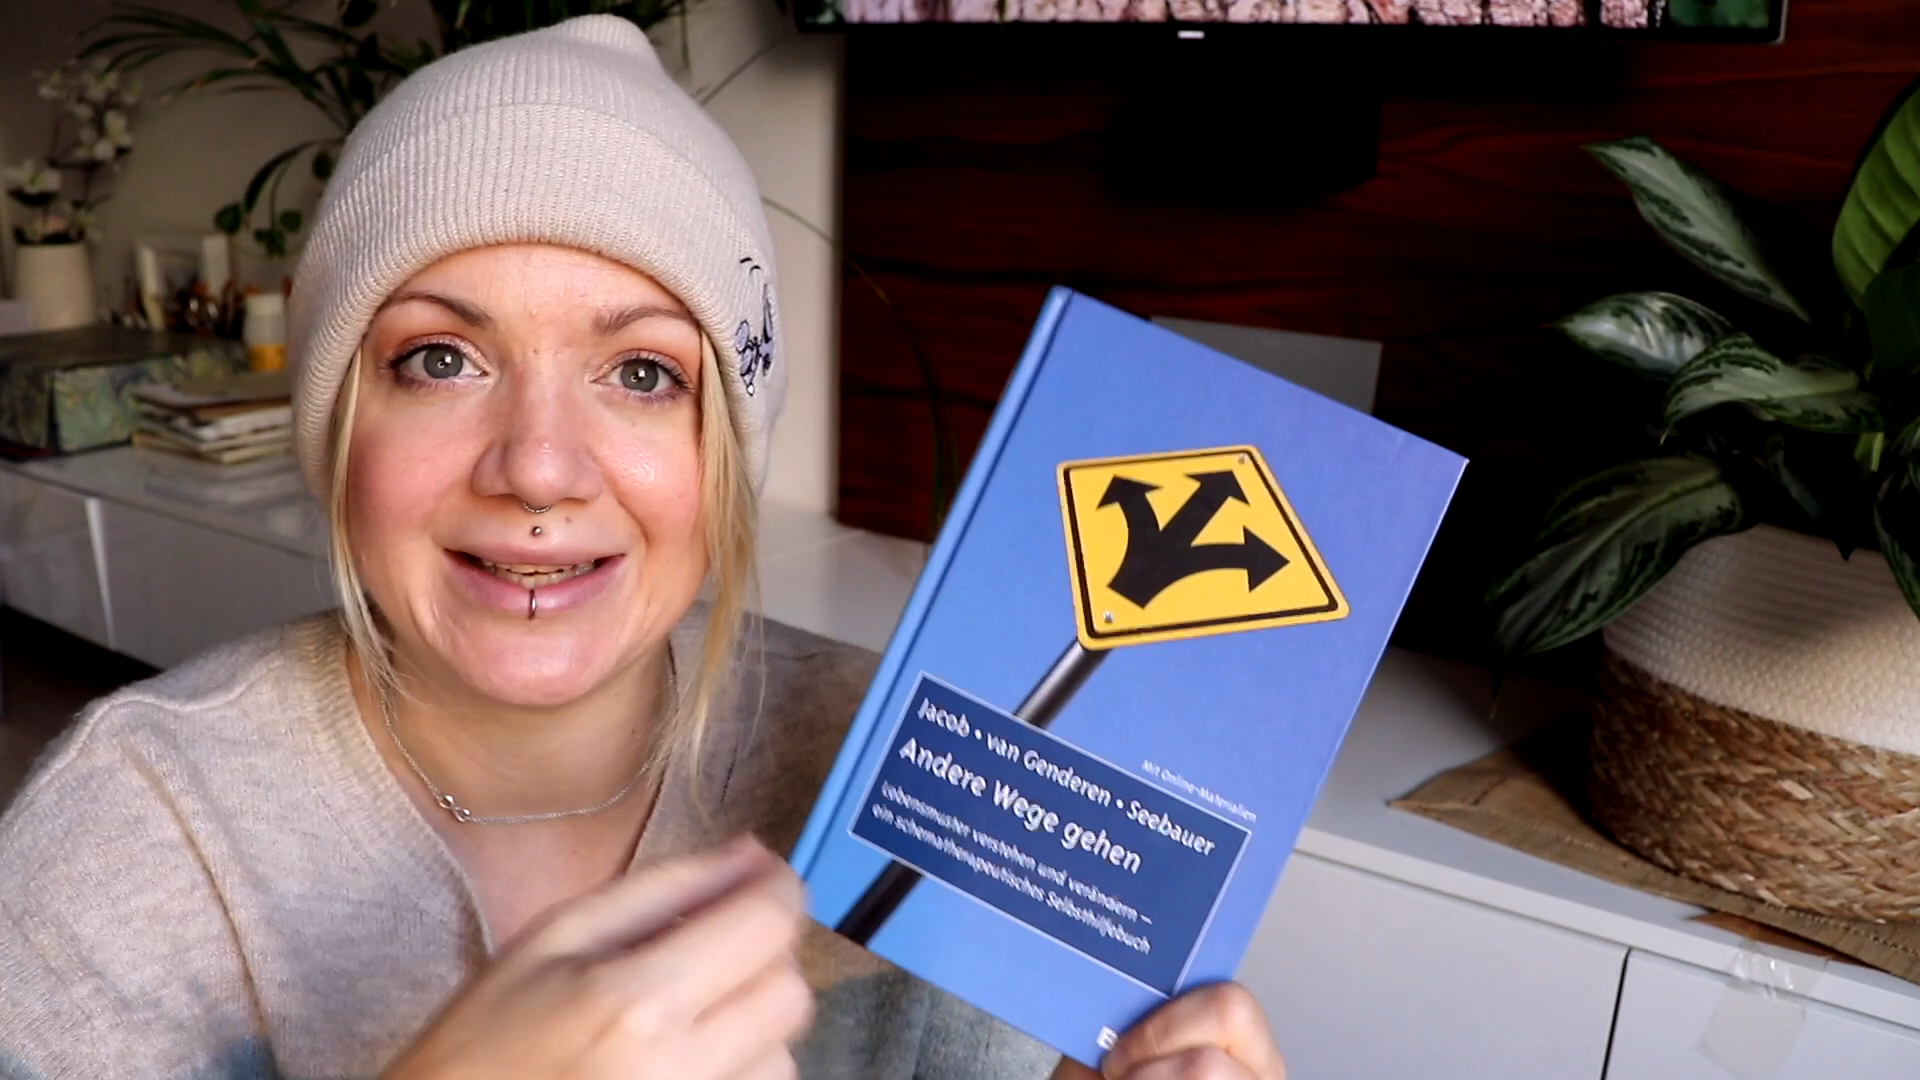 Mit Online-Materialien
Jacob • van Genderen • Seebauer
Andere Wege gehen
Lebensmuster verstehen und verändern –
ein schematherapeutisches Selbsthilfebuch